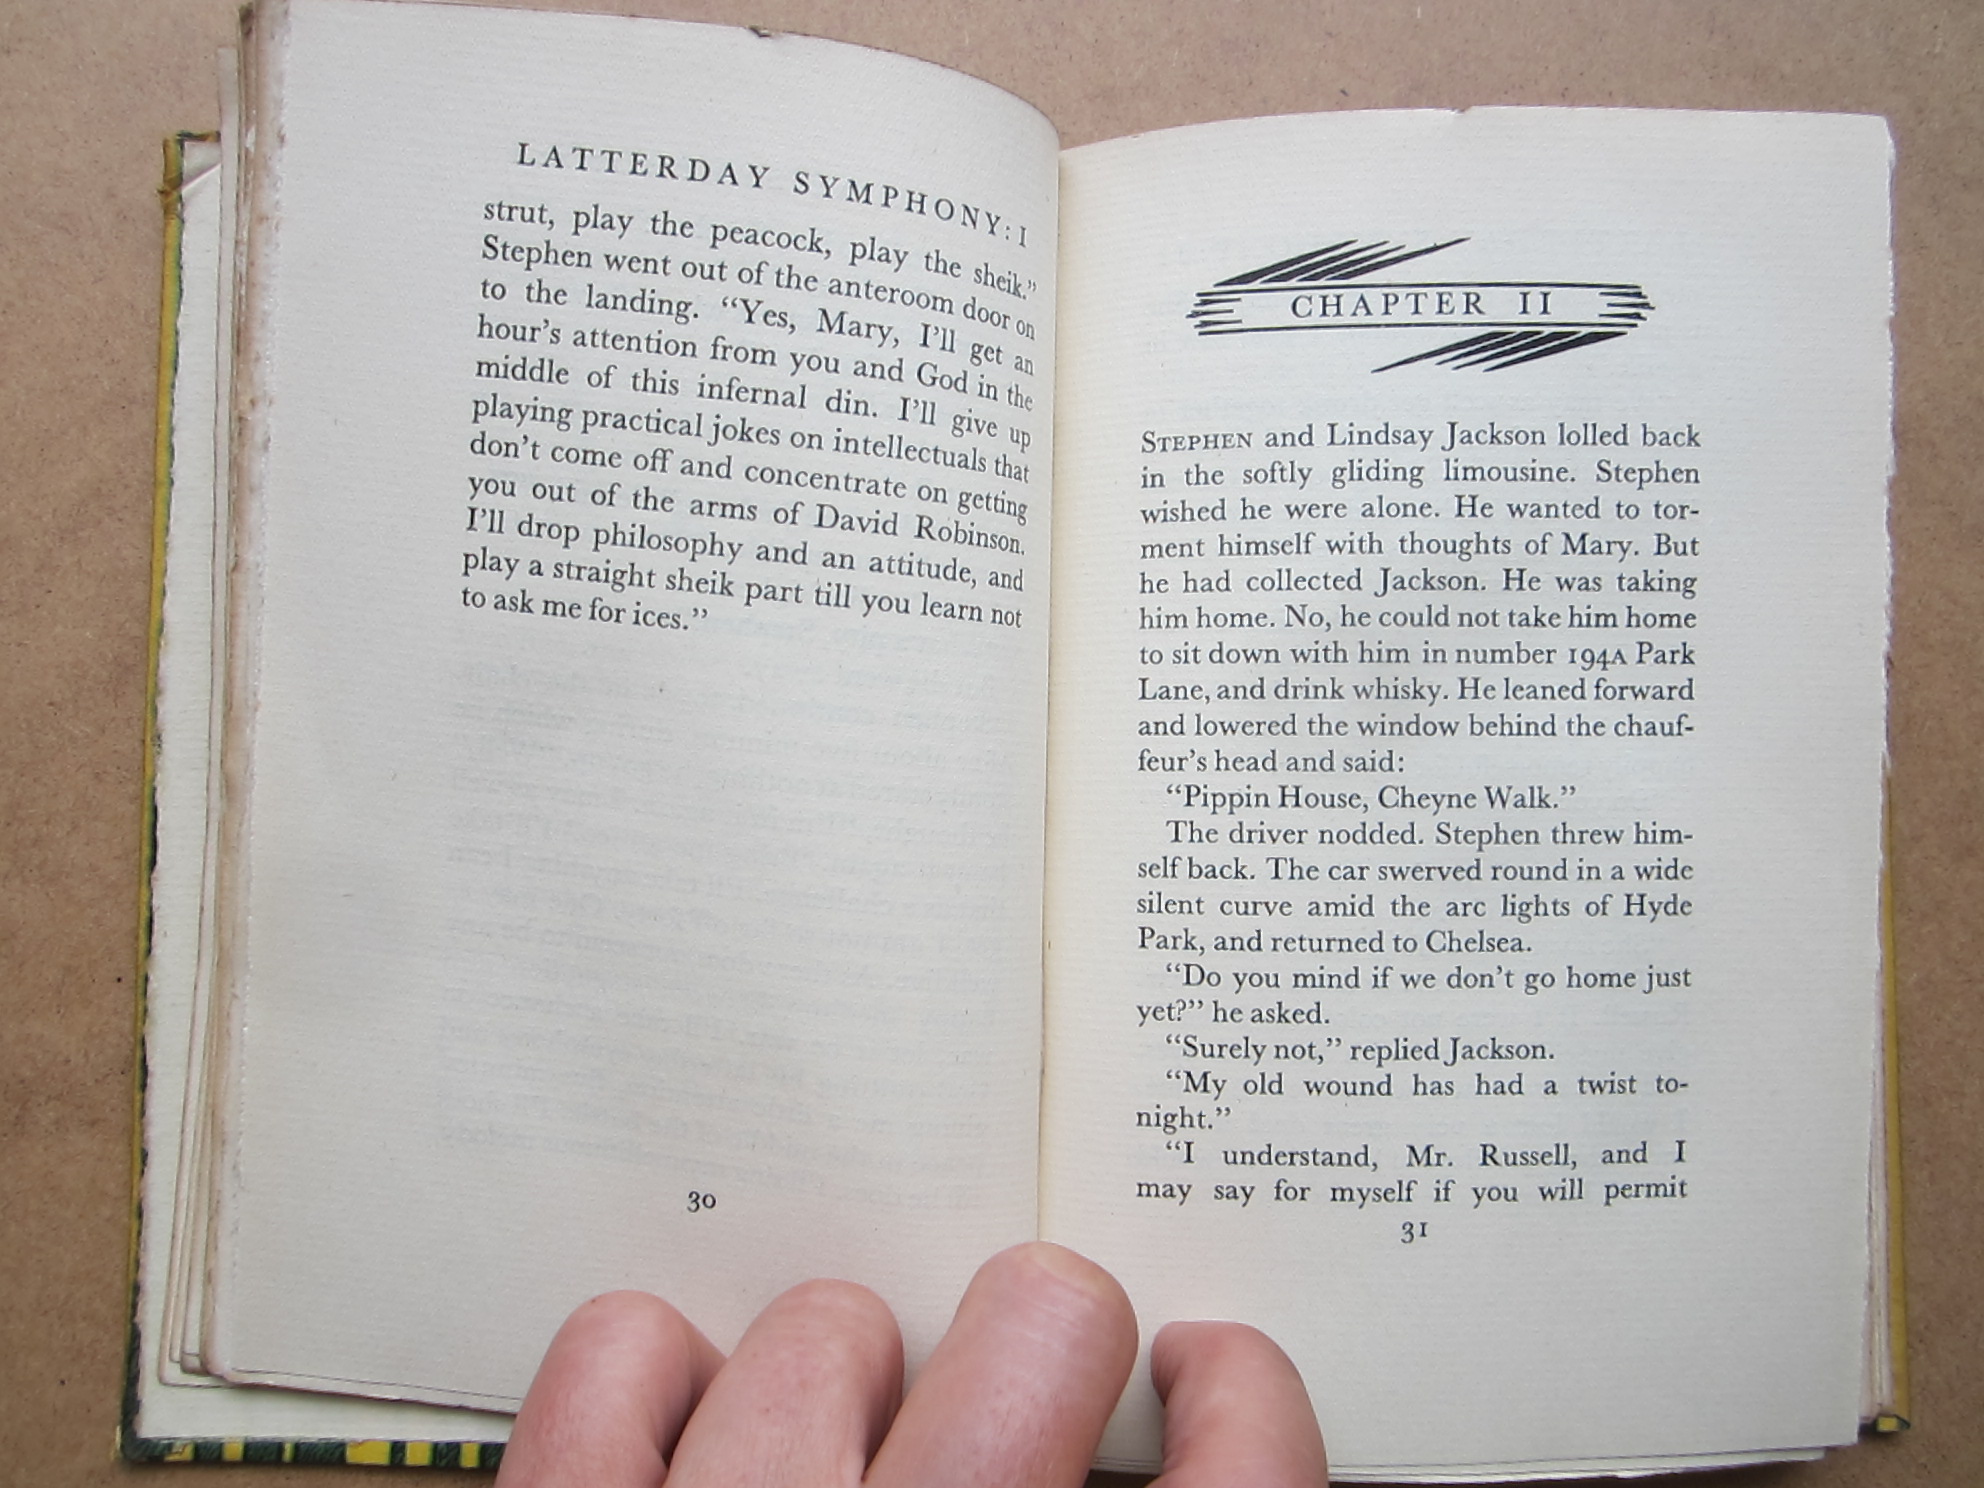 LATTERDAY SYMPHONY: I
strut, play the peacock, play the sheik.”
Stephen went out of the anteroom door on
to the landing. “Yes, Mary, I’ll get an
hour’s attention from you and God in the
middle of this infernal din. I’ll give up
playing practical jokes on intellectuals that
don’t come off and concentrate on getting
you out of the arms of David Robinson.
I’ll drop philosophy and an attitude, and
play a straight sheik part till you learn not
to ask me for ices.”
30
CHAPTER II
STEPHEN and Lindsay Jackson lolled back
in the softly gliding limousine. Stephen
wished he were alone. He wanted to tor-
ment himself with thoughts of Mary. But
he had collected Jackson. He was taking
him home. No, he could not take him home
to sit down with him in number 194A Park
Lane, and drink whisky. He leaned forward
and lowered the window behind the chauf-
feur’s head and said:
“Pippin House, Cheyne Walk.”
The driver nodded. Stephen threw him-
self back. The car swerved round in a wide
silent curve amid the arc lights of Hyde
Park, and returned to Chelsea.
“Do you mind if we don’t go home just
yet?” he asked.
“Surely not,” replied Jackson.
“My old wound has had a twist to-
night.”
“I understand, Mr. Russell, and I
may say for myself if you will permit
31